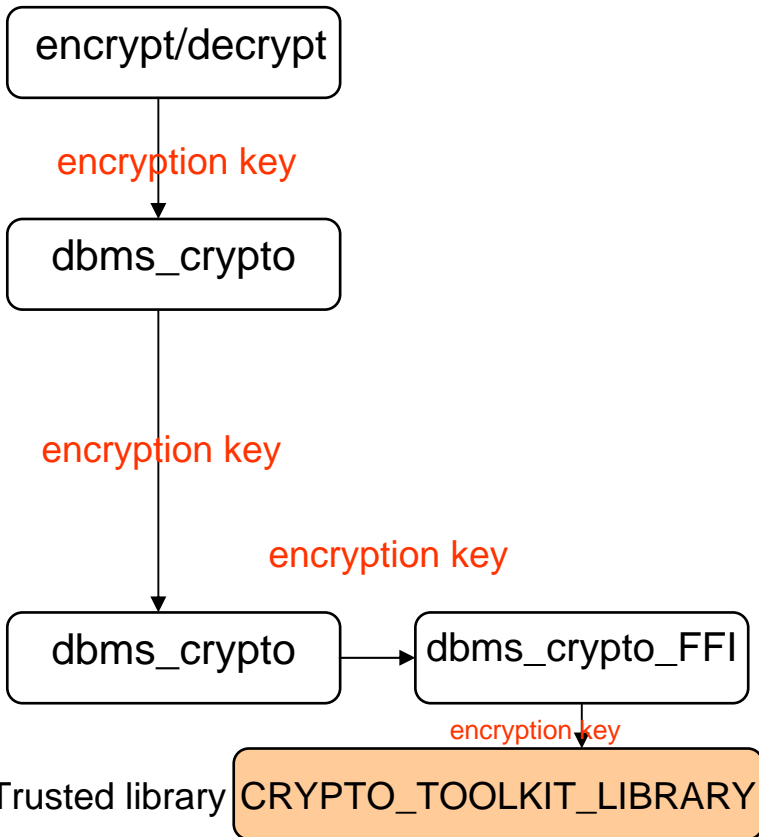 encrypt/decrypt
encryption key
dbms_crypto
encryption key
encryption key
dbms_crypto
dbms_crypto_FFI
encryption key
Trusted library
CRYPTO_TOOLKIT_LIBRARY